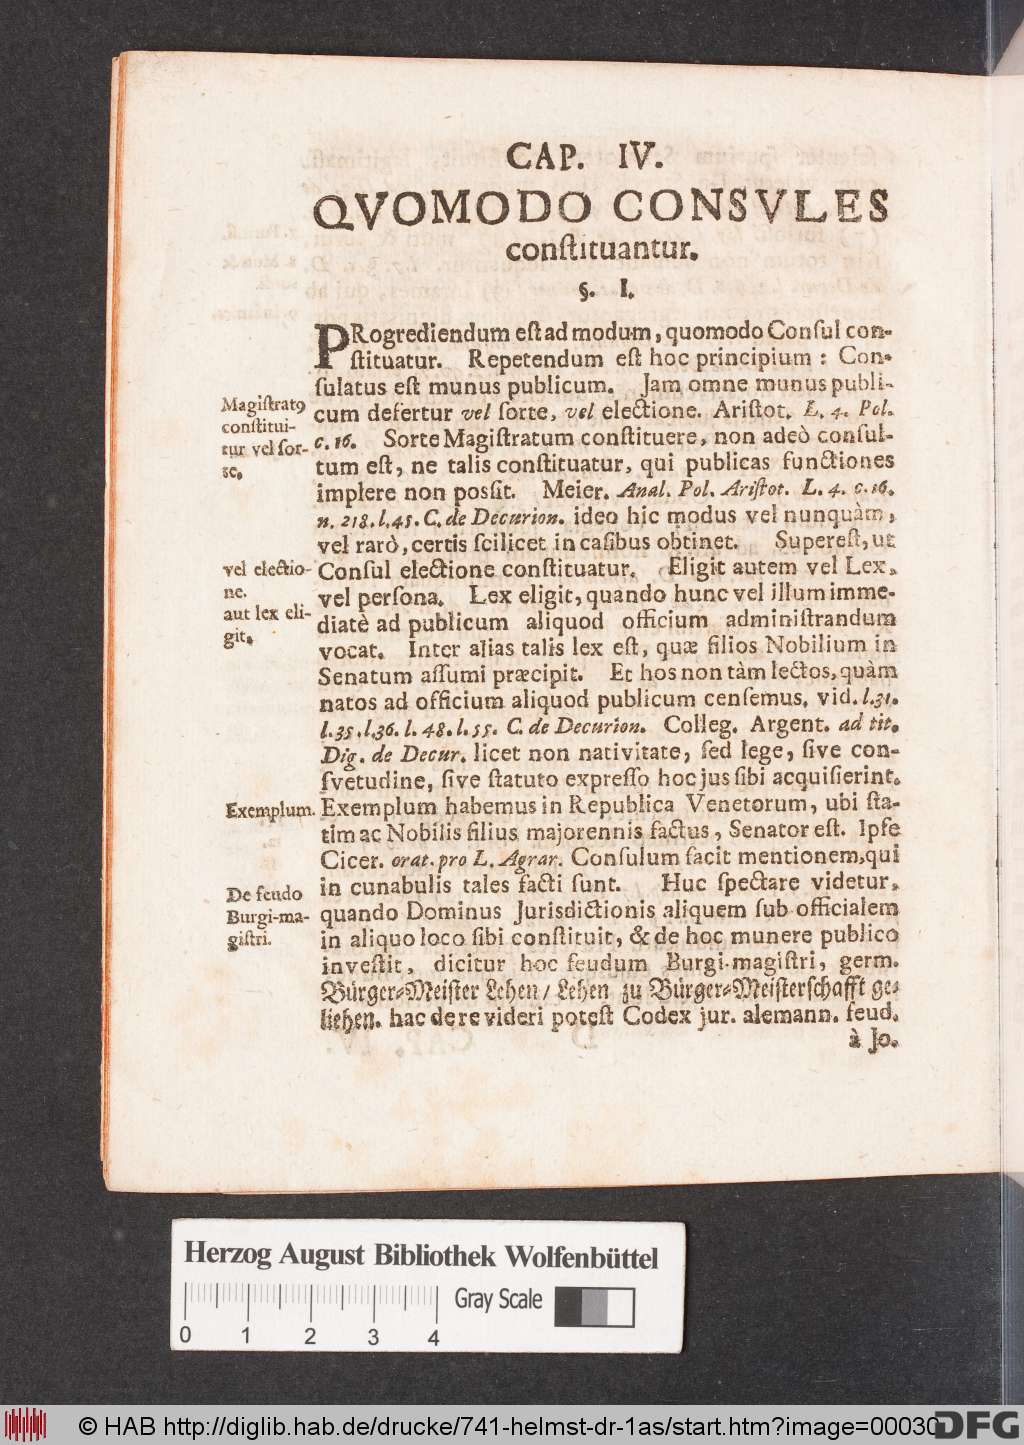 CAP. IV.
QVOMODO CONSVLES
conſtituantur.
§. I.
PRogrediendum eſt ad modum, quomodo Conſul con-
ſtituatur. Repetendum eſt hoc principium: Con-
ſulatus eſt munus publicum. Jam omne munus publi-
cum defertur vel ſorte, vel electione. Ariſtot. L. 4. Pol.
c. 16. Sorte Magiſtratum conſtituere, non adeò conſul-
tum eſt, ne talis conſtituatur, qui publicas functiones
implere non poſſit. Meier. Anal. Pol. Ariſtot. L. 4. c. 16.
n. 218. l. 45. C. de Decurion. ideo hic modus vel nunquàm,
vel rarò, certis ſcilicet in caſibus obtinet. Supereſt, ut
Conſul electione conſtituatur. Eligit autem vel Lex,
vel perſona. Lex eligit, quando hunc vel illum imme-
diatè ad publicum aliquod officium adminiſtrandum
vocat. Inter alias talis lex eſt, quæ filios Nobilium in
Senatum aſſumi præcipit. Et hos non tàm lectos, quàm
natos ad officium aliquod publicum cenſemus, vid. l. 31.
l. 35. l. 36. l. 48. l. 55. C. de Decurion. Colleg. Argent. ad tit.
Dig. de Decur. licet non nativitate, ſed lege, ſive con-
ſvetudine, ſive ſtatuto expreſſo hoc jus ſibi acquiſierint.
Exemplum habemus in Republica Venetorum, ubi ſta-
tim ac Nobilis filius majorennis factus, Senator eſt. Ipſe
Cicer. orat. pro L. Agrar. Conſulum facit mentionem, qui
in cunabulis tales facti ſunt. Huc ſpectare videtur,
quando Dominus Jurisdictionis aliquem ſub officialem
in aliquo loco ſibi conſtituit, & de hoc munere publico
inveſtit, dicitur hoc feudum Burgi-magiſtri, germ.
Bürger-Meiſter Lehen / Lehen zu Bürger-Meiſterſchafft ge-
liehen. hac de re videri poteſt Codex jur. alemann. feud.
à Jo.
Magiſtratꝰ
conſtitui-
tur vel ſor-
te.
vel electio-
ne.
aut lex eli-
git.
Exemplum.
De feudo
Burgi-ma-
giſtri.
Herzog August Bibliothek Wolfenbüttel
Gray Scale
0 1 2 3 4
© HAB http://diglib.hab.de/drucke/741-helmst-dr-1as/start.htm?image=00030
DFG